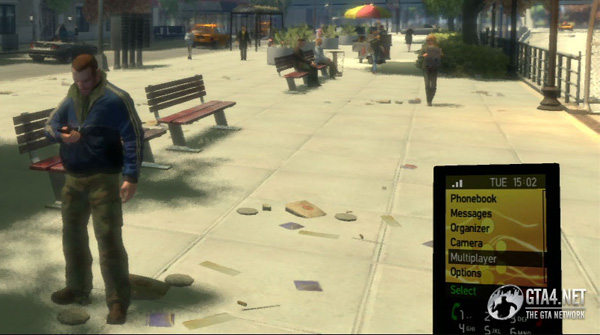 TUE 15:02
Phonebook
Messages
Organizer
Camera
Multiplayer
Options
Select
GTA4.NET
THE GTA NETWORK